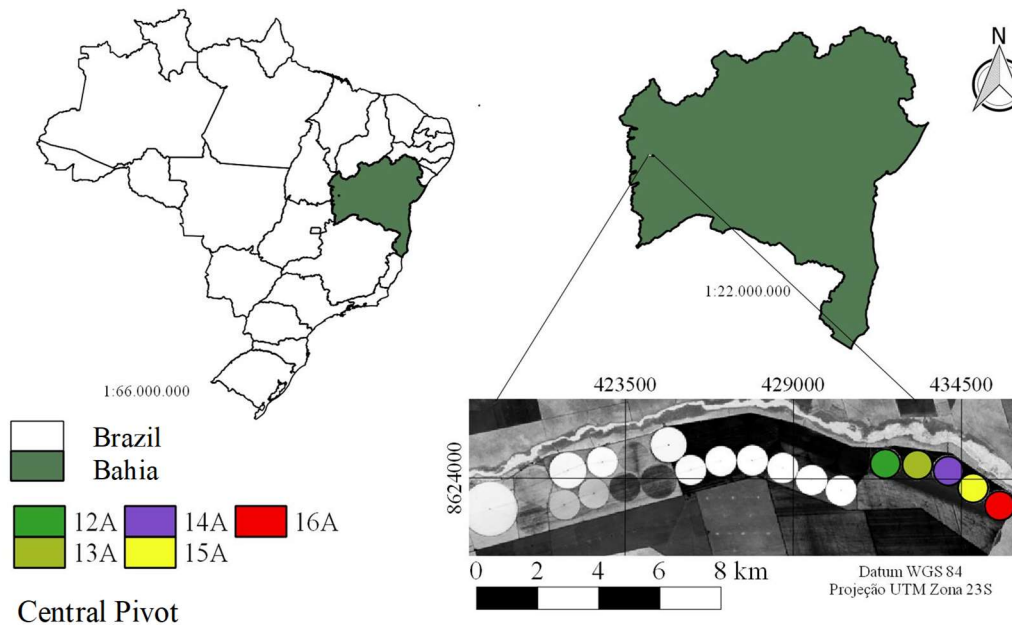 N
1:22.000.000
1:66.000.000
423500 429000 434500
8624000
Brazil
Bahia
12A 14A 16A
13A 15A
Central Pivot
0 2 4 6 8 km
Datum WGS 84
Projeção UTM Zona 23S